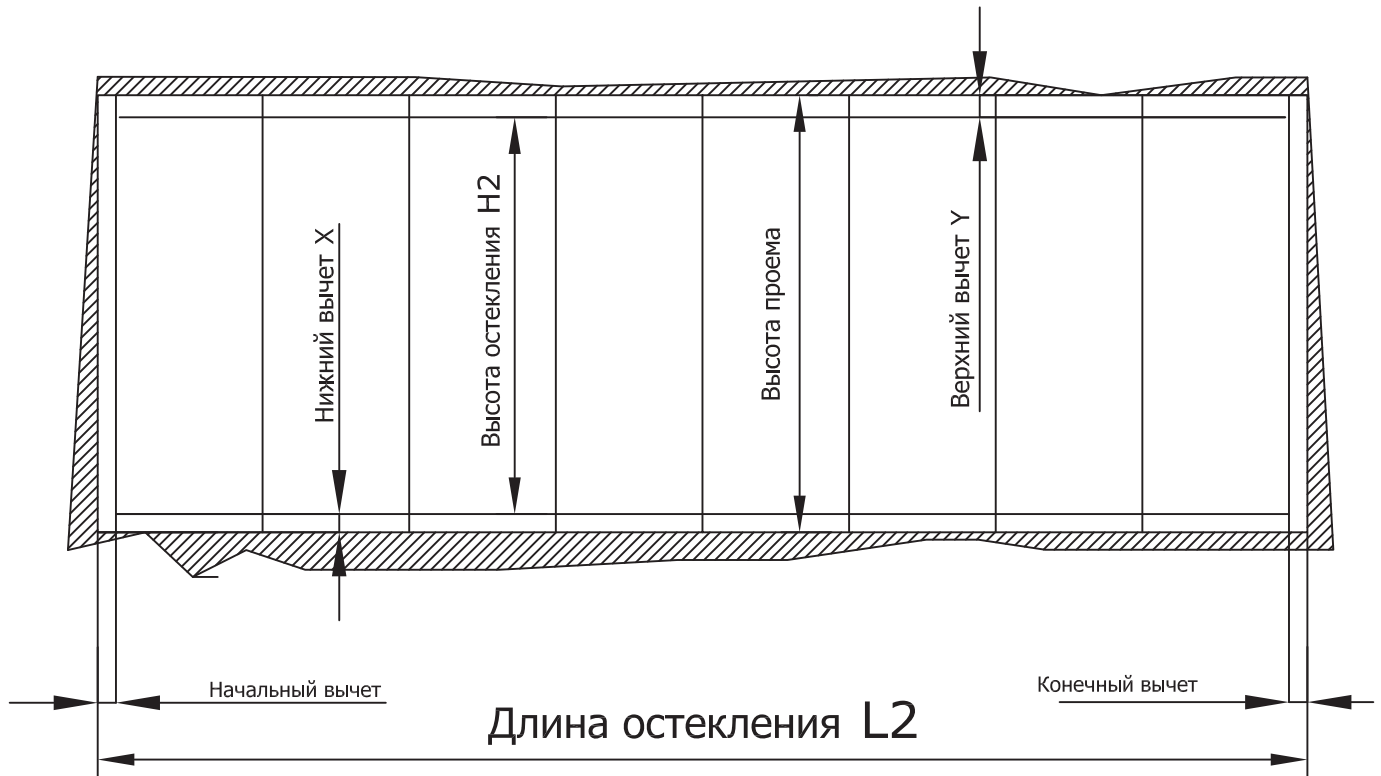 Нижний вычет X
Высота остекления H2
Высота проема
Верхний вычет Y
Начальный вычет
Конечный вычет
Длина остекления L2